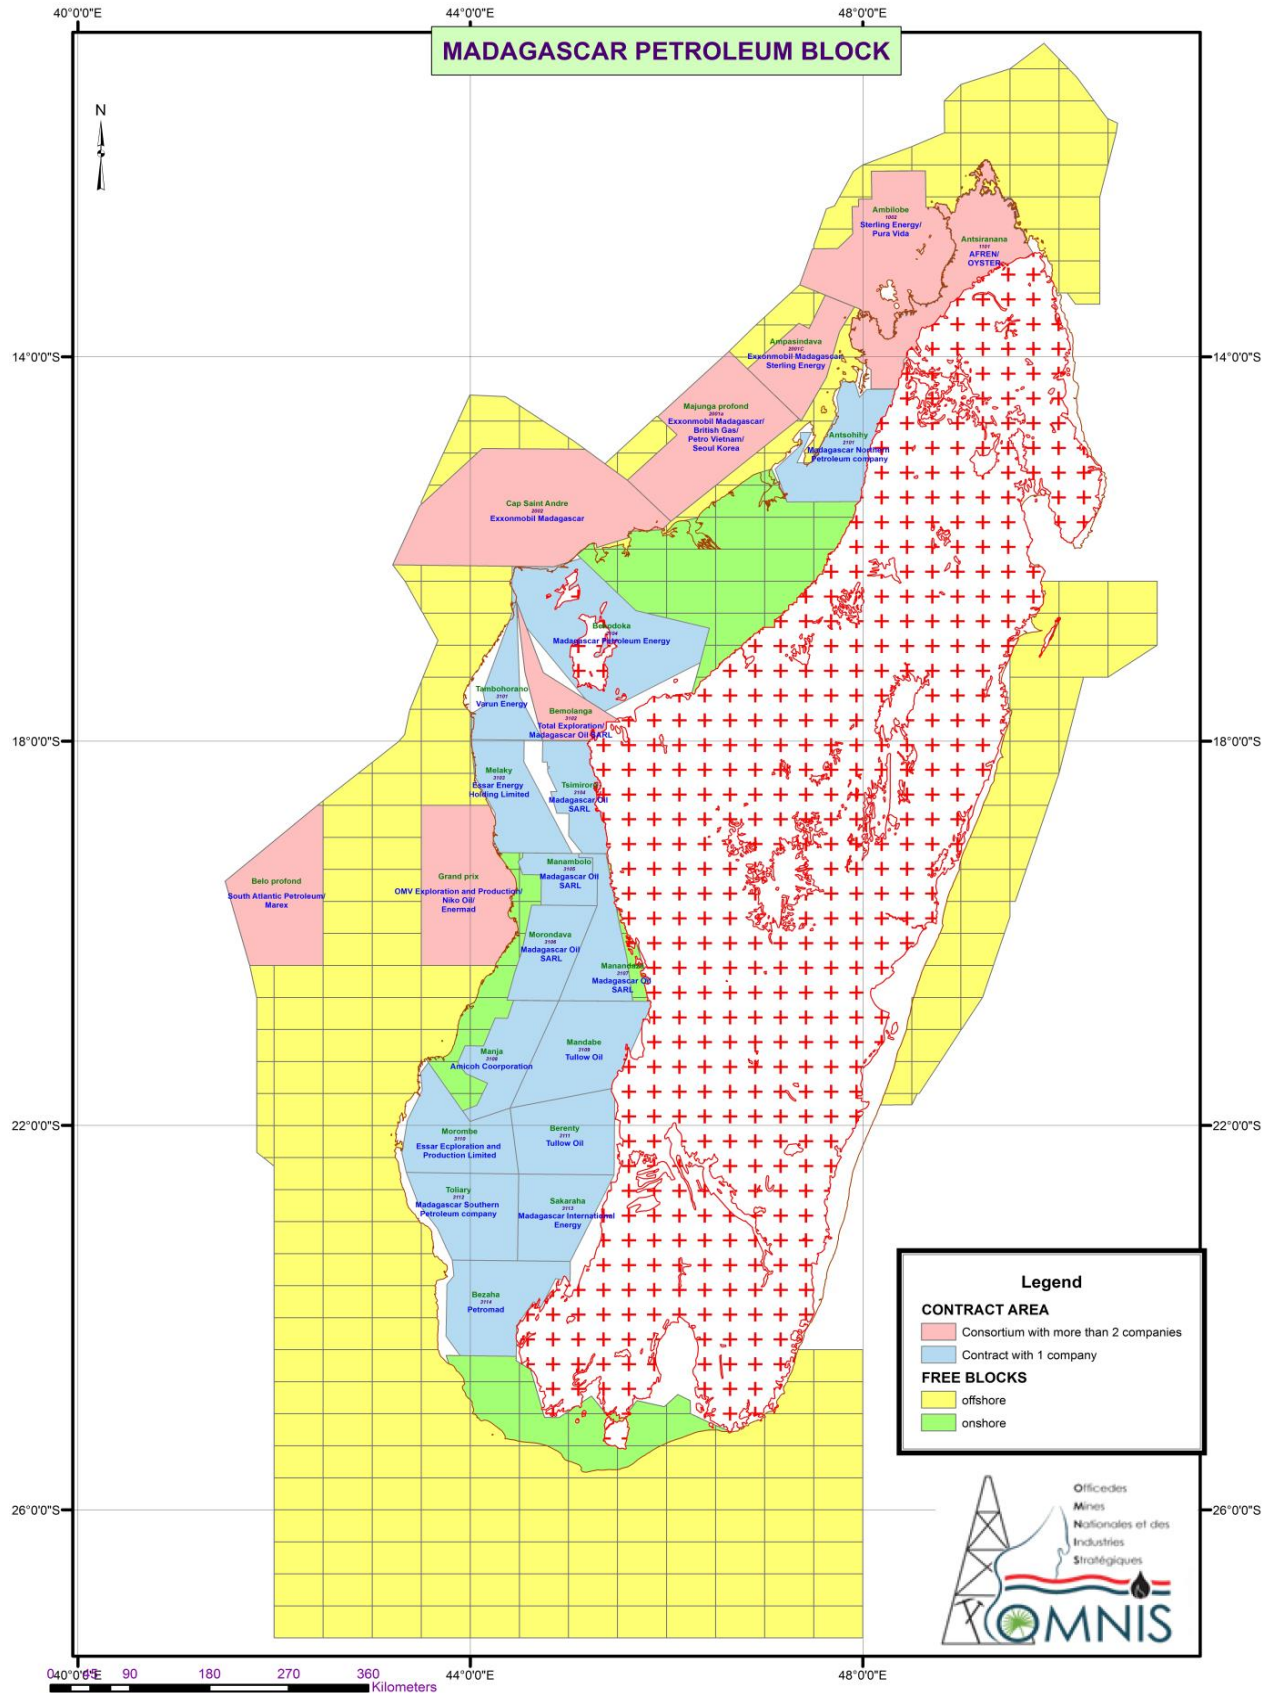 40°0'0"E
44°0'0"E
48°0'0"E
MADAGASCAR PETROLEUM BLOCK
N
Ambilobe
1002
Sterling Energy/
Pura Vida
Antsiranana
1101
AFREN/
OYSTER
14°0'0"S
14°0'0"S
Ampasindava
2001C
Exxonmobil Madagascar
Sterling Energy
Majunga profond
Exxonmobil Madagascar/
British Gas/
Petro Vietnam/
Seoul Korea
Antsohihy
2101
Madagascar Northern
Petroleum company
Cap Saint Andre
2002
Exxonmobil Madagascar
Madagascar Petroleum Energy
Tambohorano
3101
Varun Energy
Bemolanga
3102
Total Exploration/
Madagascar Oil SARL
18°0'0"S
18°0'0"S
Melaky
3103
Essar Energy
Holding Limited
Tsimiroro
3104
Madagascar Oil
SARL
Manambolo
3105
Madagascar Oil
SARL
Belo profond
South Atlantic Petroleum/
Marex
Grand prix
OMV Exploration and Production/
Niko Oil/
Enermad
Morondava
Madagascar Oil
SARL
3107
Madagascar Oil
SARL
Mandabe
3109
Tullow Oil
Manja
Amicoh Coorporation
22°0'0"S
22°0'0"S
Morombe
3110
Essar Ecploration and
Production Limited
Berenty
3111
Tullow Oil
Toliary
3112
Madagascar Southern
Petroleum company
Sakaraha
3113
Madagascar International
Energy
Bezaha
3114
Petromad
Legend
CONTRACT AREA
Consortium with more than 2 companies
Contract with 1 company
FREE BLOCKS
offshore
onshore
26°0'0"S
26°0'0"S
Officedes
Mines
Nationales et des
Industries
Stratégiques
OMNIS
40°0'0"E
44°0'0"E
48°0'0"E
0 45 90 180 270 360
Kilometers